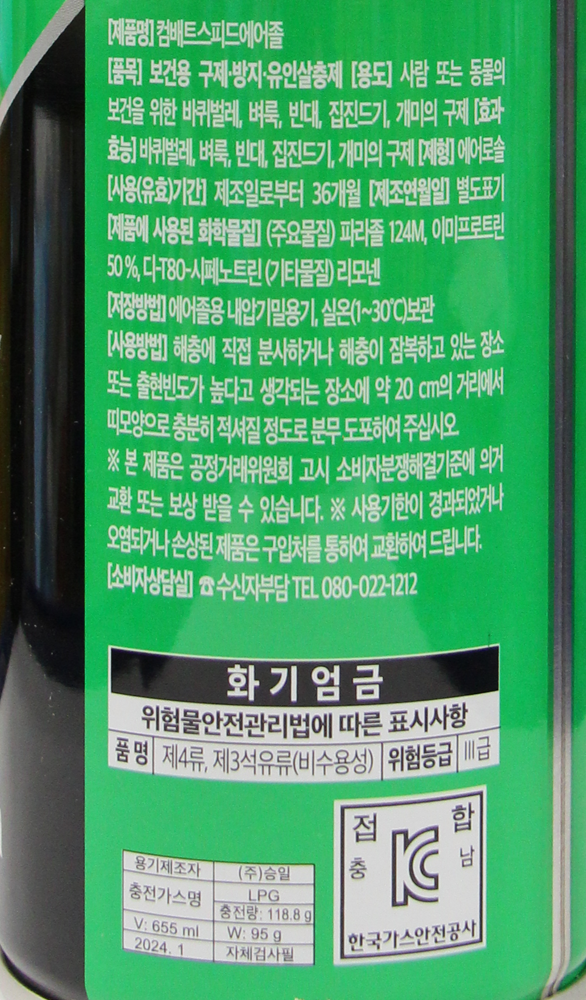 [제품명] 컴배트스피드에어졸
[품목] 보건용 구제·방지·유인살충제 [용도] 사람 또는 동물의
보건을 위한 바퀴벌레, 벼룩, 빈대, 집진드기, 개미의 구제 [효과·
효능] 바퀴벌레, 벼룩, 빈대, 집진드기, 개미의 구제 [제형] 에어로솔
[사용(유효)기간] 제조일로부터 36개월 [제조연월일] 별도표기
[제품에 사용된 화학물질] (주요물질) 파라졸 124M, 이미프로트린
50%, 디-T80-시페노트린 (기타물질) 리모넨
[저장방법] 에어졸용 내압기밀용기, 실온(1~30℃)보관
[사용방법] 해충에 직접 분사하거나 해충이 잠복하고 있는 장소
또는 출현빈도가 높다고 생각되는 장소에 약 20 cm의 거리에서
띠모양으로 충분히 적셔질 정도로 분무 도포하여 주십시오
※ 본 제품은 공정거래위원회 고시 소비자분쟁해결기준에 의거
교환 또는 보상 받을 수 있습니다. ※ 사용기한이 경과되었거나
오염되거나 손상된 제품은 구입처를 통하여 교환하여 드립니다.
[소비자상담실] ☎수신자부담 TEL 080-022-1212
화기엄금
위험물안전관리법에 따른 표시사항
품명 제4류, 제3석유류(비수용성) 위험등급 III급
접 합
충 남
KC
한국가스안전공사
용기제조자 (주)승일
충전가스명 LPG
충전량: 118.8 g
V: 655 ml W: 95 g
2024. 1 자체검사필